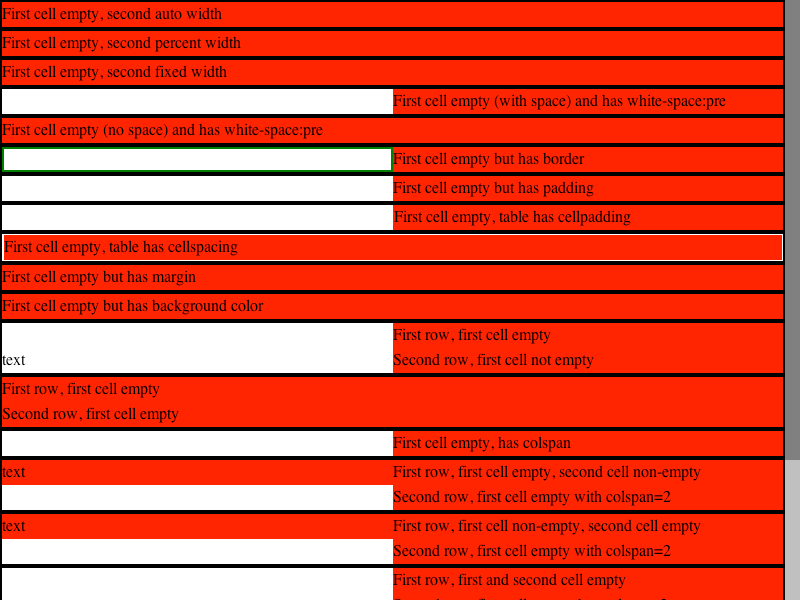 First cell empty, second auto width
First cell empty, second percent width
First cell empty, second fixed width
First cell empty (with space) and has white-space:pre
First cell empty (no space) and has white-space:pre
First cell empty but has border
First cell empty but has padding
First cell empty, table has cellpadding
First cell empty, table has cellspacing
First cell empty but has margin
First cell empty but has background color
First row, first cell empty
text Second row, first cell not empty
First row, first cell empty
Second row, first cell empty
First cell empty, has colspan
text First row, first cell empty, second cell non-empty
Second row, first cell empty with colspan=2
text First row, first cell non-empty, second cell empty
Second row, first cell empty with colspan=2
First row, first and second cell empty